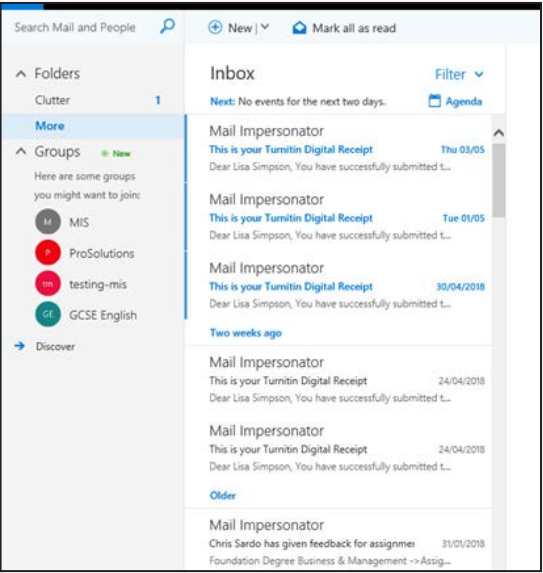 Search Mail and People
New
Mark all as read
Folders
Clutter 1
More
Groups New
Here are some groups
you might want to join:
M MIS
P ProSolutions
tm testing-mis
GE GCSE English
Discover
Inbox Filter
Next: No events for the next two days. Agenda
Mail Impersonator
This is your Turnitin Digital Receipt Thu 03/05
Dear Lisa Simpson, You have successfully submitted t...
Mail Impersonator
This is your Turnitin Digital Receipt Tue 01/05
Dear Lisa Simpson, You have successfully submitted t...
Mail Impersonator
This is your Turnitin Digital Receipt 30/04/2018
Dear Lisa Simpson, You have successfully submitted t...
Two weeks ago
Mail Impersonator
This is your Turnitin Digital Receipt 24/04/2018
Dear Lisa Simpson, You have successfully submitted t...
Mail Impersonator
This is your Turnitin Digital Receipt 24/04/2018
Dear Lisa Simpson, You have successfully submitted t...
Older
Mail Impersonator
Chris Sardo has given feedback for assignme 31/01/2018
Foundation Degree Business & Management ->Assig...